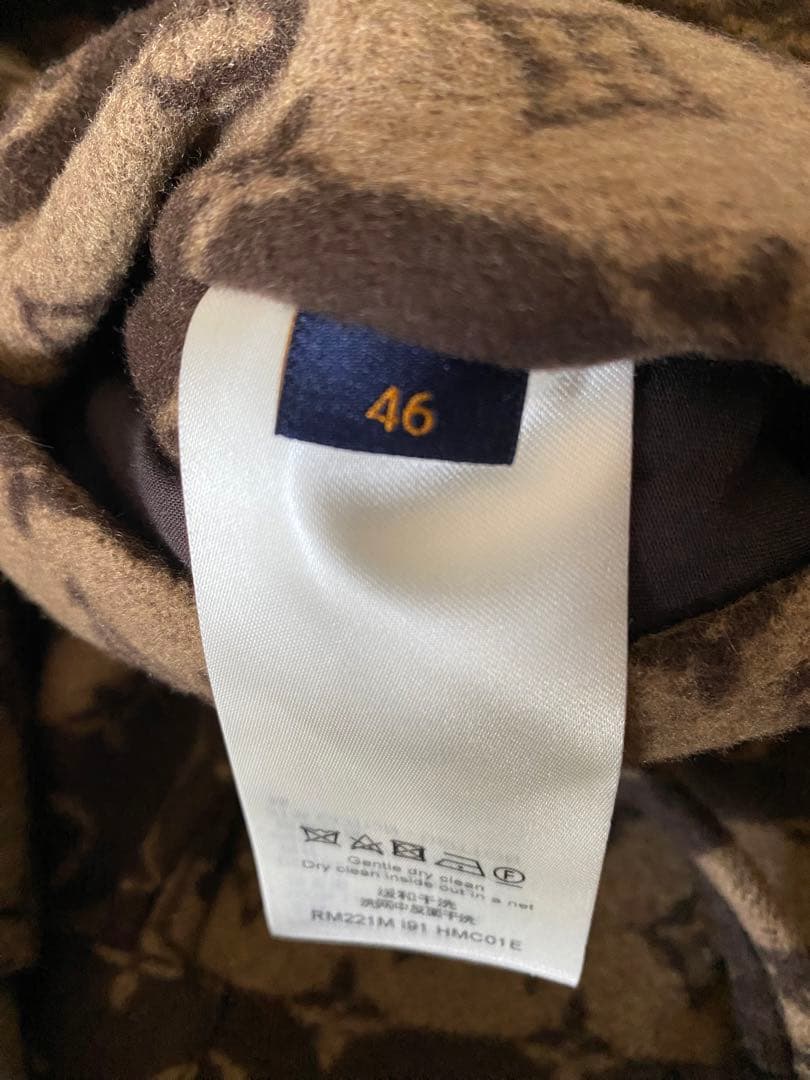 46
Gentle dry clean
Dry clean inside out in a net
缓和干洗
洗网中反面干洗
RM221M I91 HMC01E